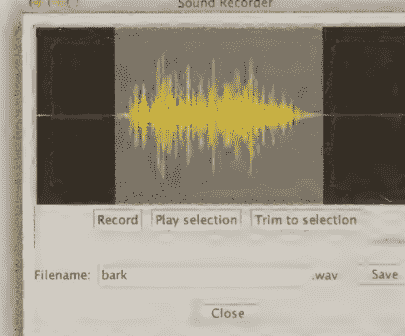 Sound Recorder
Record Play selection Trim to selection
Filename: bark .wav Save
Close